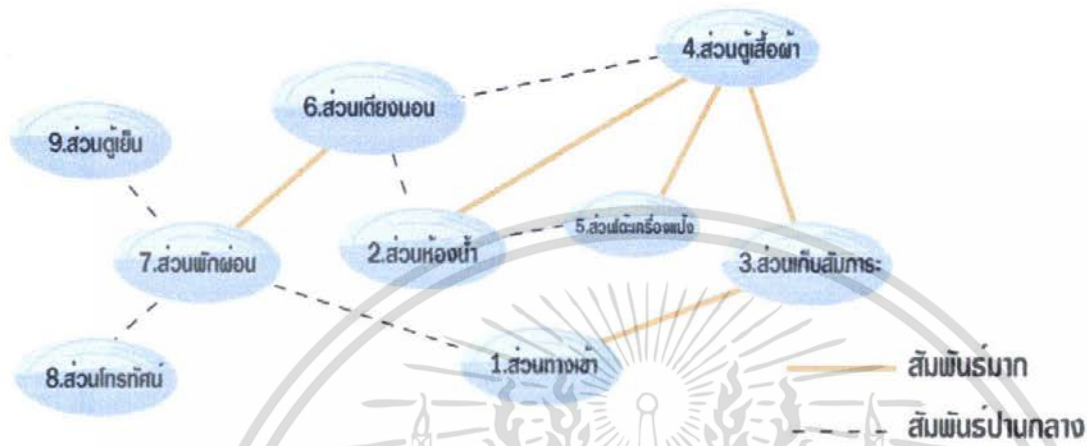 4.ส่วนตู้เสื้อผ้า
6.ส่วนเตียงนอน
9.ส่วนตู้เย็น
5.ส่วนโต๊ะเครื่องแป้ง
2.ส่วนห้องน้ำ
7.ส่วนพักผ่อน
3.ส่วนเก็บสัมภาระ
1.ส่วนทางเข้า
8.ส่วนโทรทัศน์
สัมพันธ์มาก
สัมพันธ์ปานกลาง